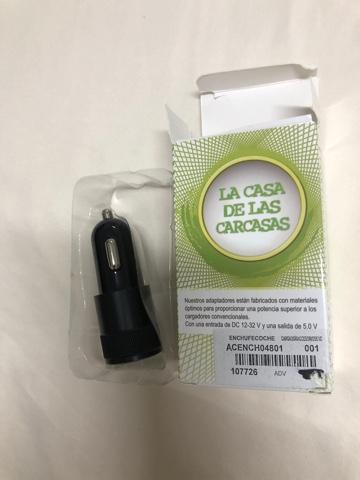 LA CASA
DE LAS
CARCASAS
Nuestros adaptadores están fabricados con materiales
óptimos para proporcionar una potencia superior a los
cargadores convencionales.
Con una entrada de DC 12-32 V y una salida de 5,0 V
ENCHUFECOCHE
ACENCH04801 001
107726 ADV